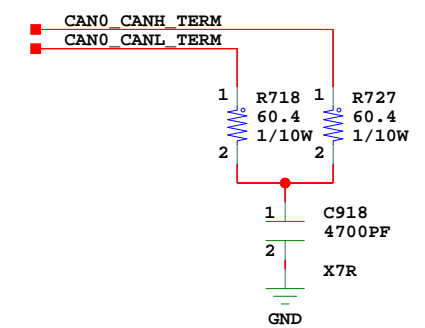 CAN0_CANH_TERM
CAN0_CANL_TERM
1 R718 1 R727
60.4 60.4
1/10W 1/10W
2 2
1 C918
4700PF
2
X7R
GND